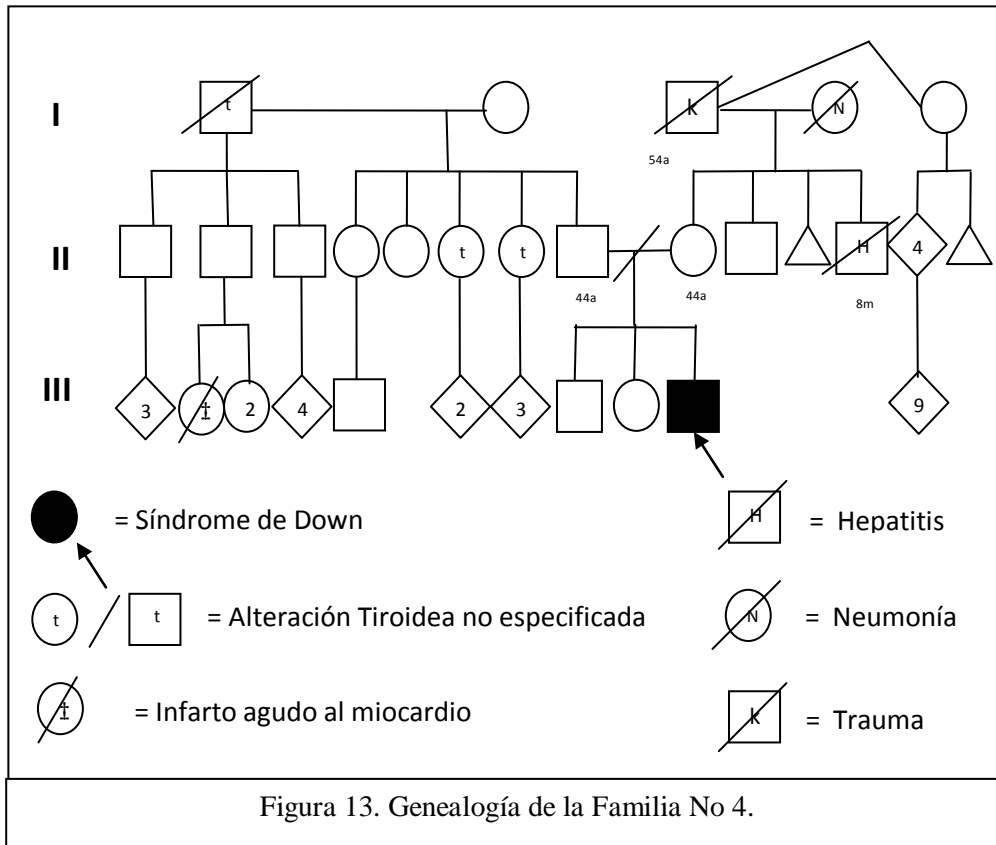 I
t
k
N
54a
II
t
t
H
4
44a
44a
8m
III
3
‡
2
4
2
3
9
= Síndrome de Down
H = Hepatitis
t / t = Alteración Tiroidea no especificada
N = Neumonía
‡ = Infarto agudo al miocardio
k = Trauma
Figura 13. Genealogía de la Familia No 4.